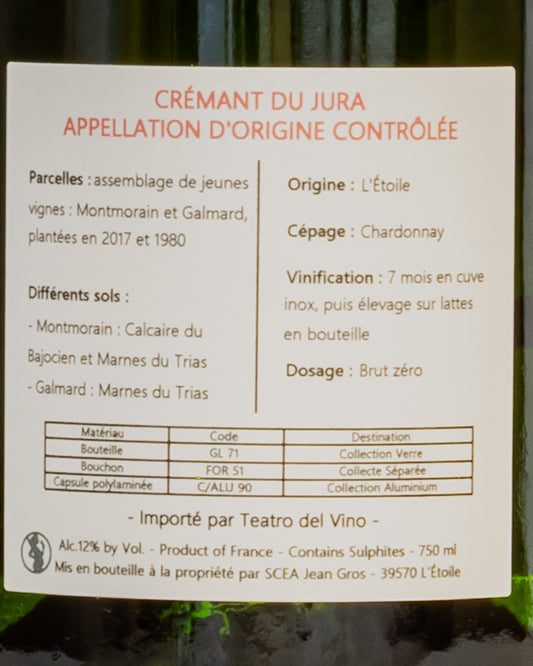 CRÉMANT DU JURA
APPELLATION D'ORIGINE CONTRÔLÉE
Parcelles : assemblage de jeunes
vignes : Montmorain et Galmard,
plantées en 2017 et 1980
Différents sols :
- Montmorain : Calcaire du
Bajocien et Marnes du Trias
- Galmard : Marnes du Trias
Origine : L'Étoile
Cépage : Chardonnay
Vinification : 7 mois en cuve
inox, puis élevage sur lattes
en bouteille
Dosage : Brut zéro
Matériau Code Destination
Bouteille GL 71 Collection Verre
Bouchon FOR 51 Collecte Séparée
Capsule polylaminée C/ALU 90 Collection Aluminium
- Importé par Teatro del Vino -
Alc.12% by Vol. - Product of France - Contains Sulphites - 750 ml
Mis en bouteille à la propriété par SCEA Jean Gros - 39570 L'Étoile